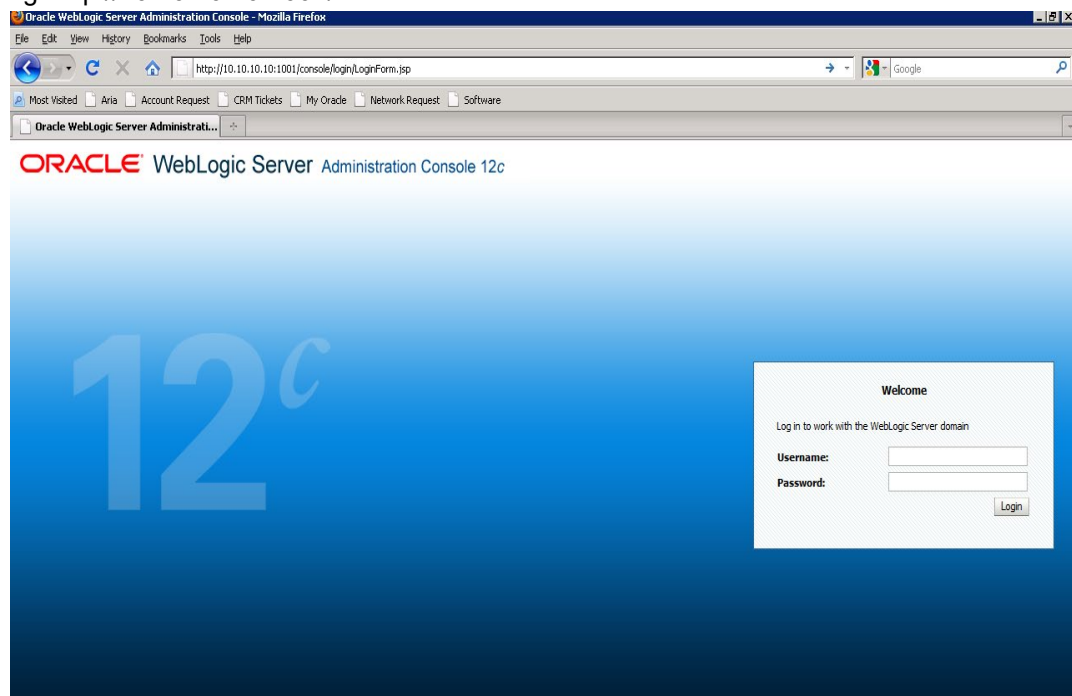 Oracle WebLogic Server Administration Console - Mozilla Firefox
File Edit View History Bookmarks Tools Help
http://10.10.10.10:1001/console/login/LoginForm.jsp
Google
Most Visited Aria Account Request CRM Tickets My Oracle Network Request Software
Oracle WebLogic Server Administrati...
ORACLE WebLogic Server Administration Console 12c
12c
Welcome
Log in to work with the WebLogic Server domain
Username:
Password:
Login